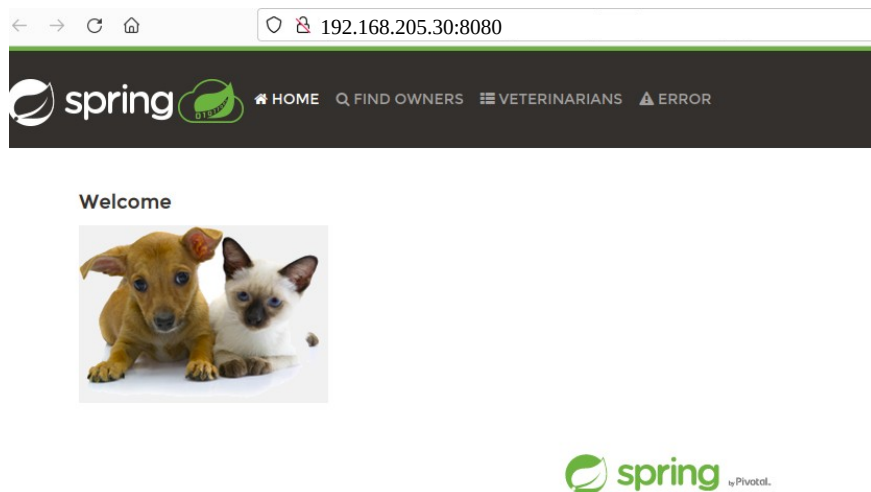 192.168.205.30:8080
spring HOME FIND OWNERS VETERINARIANS ERROR
Welcome
spring by Pivotal.